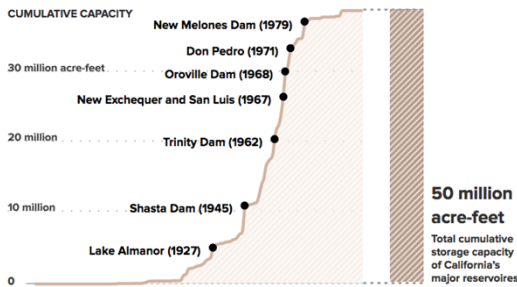 CUMULATIVE CAPACITY
New Melones Dam (1979)
Don Pedro (1971)
30 million acre-feet
Oroville Dam (1968)
New Exchequer and San Luis (1967)
20 million
Trinity Dam (1962)
10 million
Shasta Dam (1945)
Lake Almanor (1927)
0
50 million
acre-feet
Total cumulative
storage capacity
of California's
major reservoires